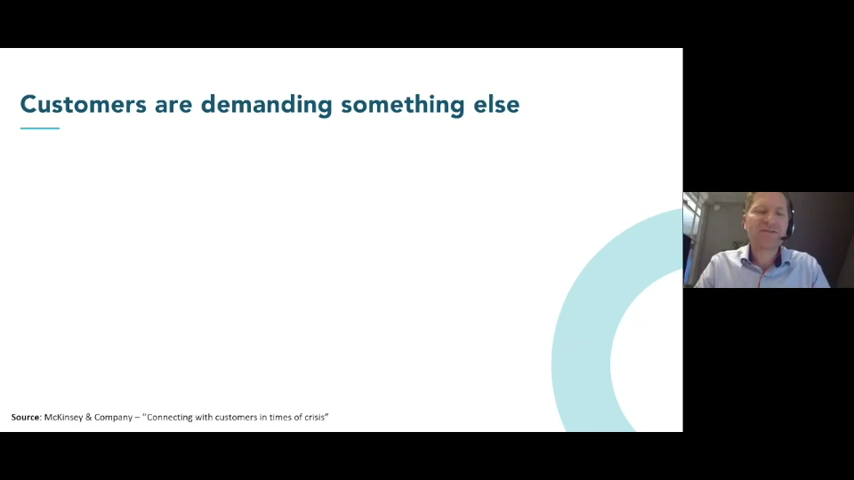 Customers are demanding something else
Source: McKinsey & Company – "Connecting with customers in times of crisis"